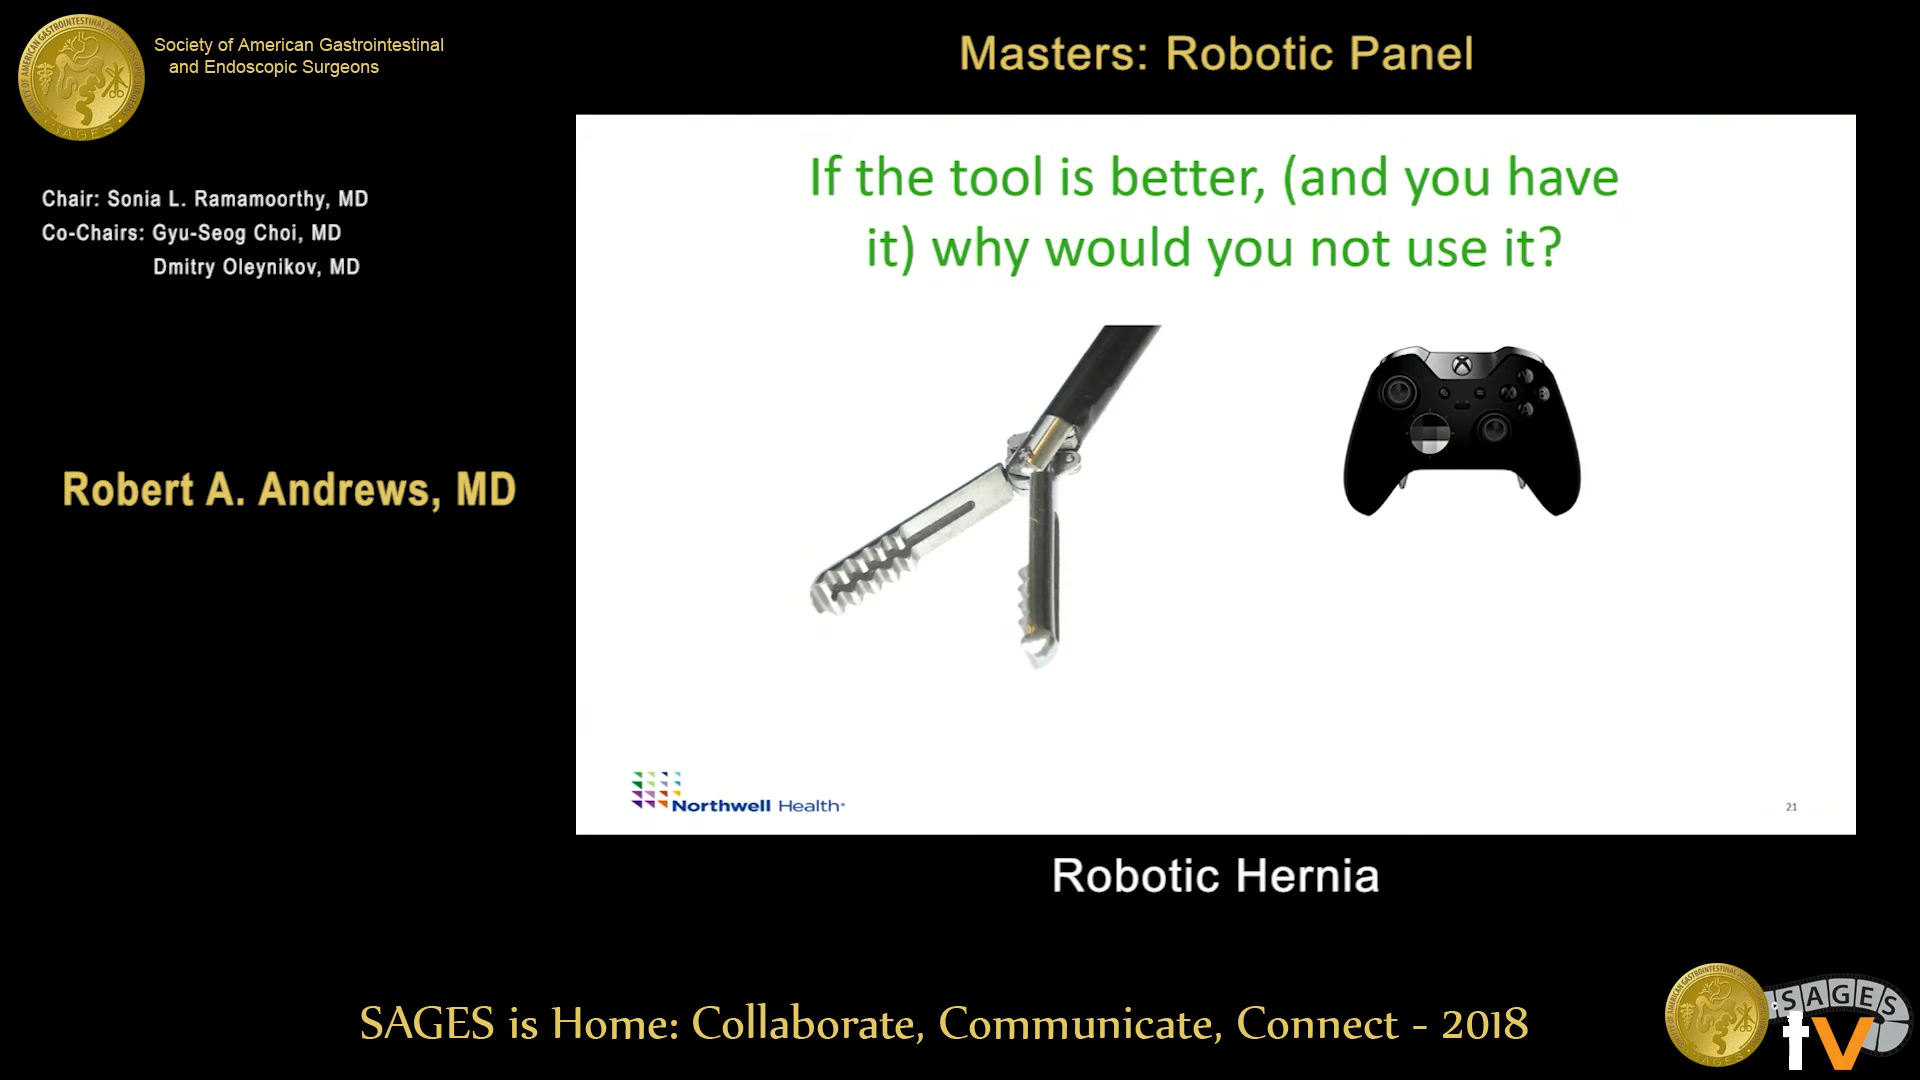 Society of American Gastrointestinal
and Endoscopic Surgeons
Masters: Robotic Panel
Chair: Sonia L. Ramamoorthy, MD
Co-Chairs: Gyu-Seog Choi, MD
Dmitry Oleynikov, MD
Robert A. Andrews, MD
If the tool is better, (and you have
it) why would you not use it?
Northwell Health
21
Robotic Hernia
SAGES is Home: Collaborate, Communicate, Connect - 2018
SAGES
tV